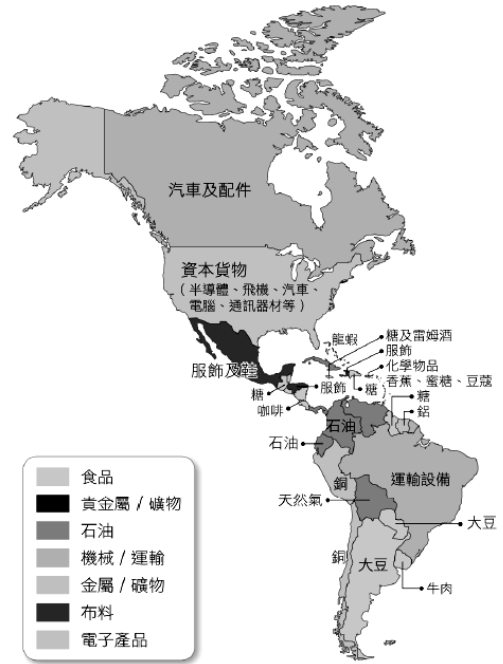 汽車及配件
資本貨物
（半導體、飛機、汽車、
電腦、通訊器材等）
龍蝦
糖及雷姆酒
服飾
化學物品
香蕉、蜜糖、豆蔻
糖
服飾及鞋
糖
服飾
糖
鋁
咖啡
石油
石油
銅
運輸設備
天然氣
大豆
銅
大豆
牛肉
食品
貴金屬 / 礦物
石油
機械 / 運輸
金屬 / 礦物
布料
電子產品